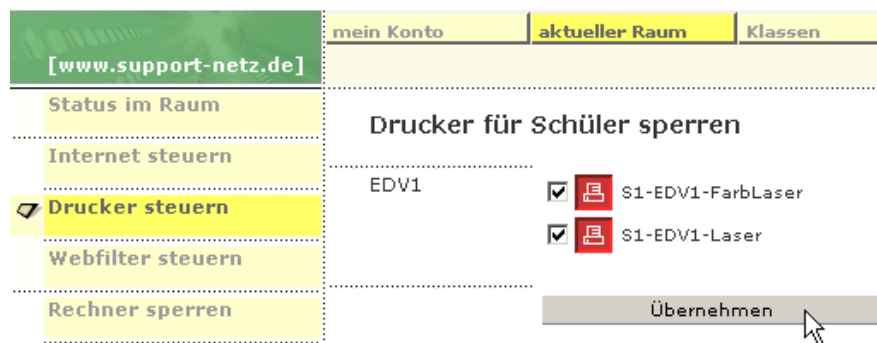 mein Konto
aktueller Raum
Klassen
[www.support-netz.de]
Status im Raum
Internet steuern
Drucker steuern
Webfilter steuern
Rechner sperren
Drucker für Schüler sperren
EDV1
S1-EDV1-FarbLaser
S1-EDV1-Laser
Übernehmen